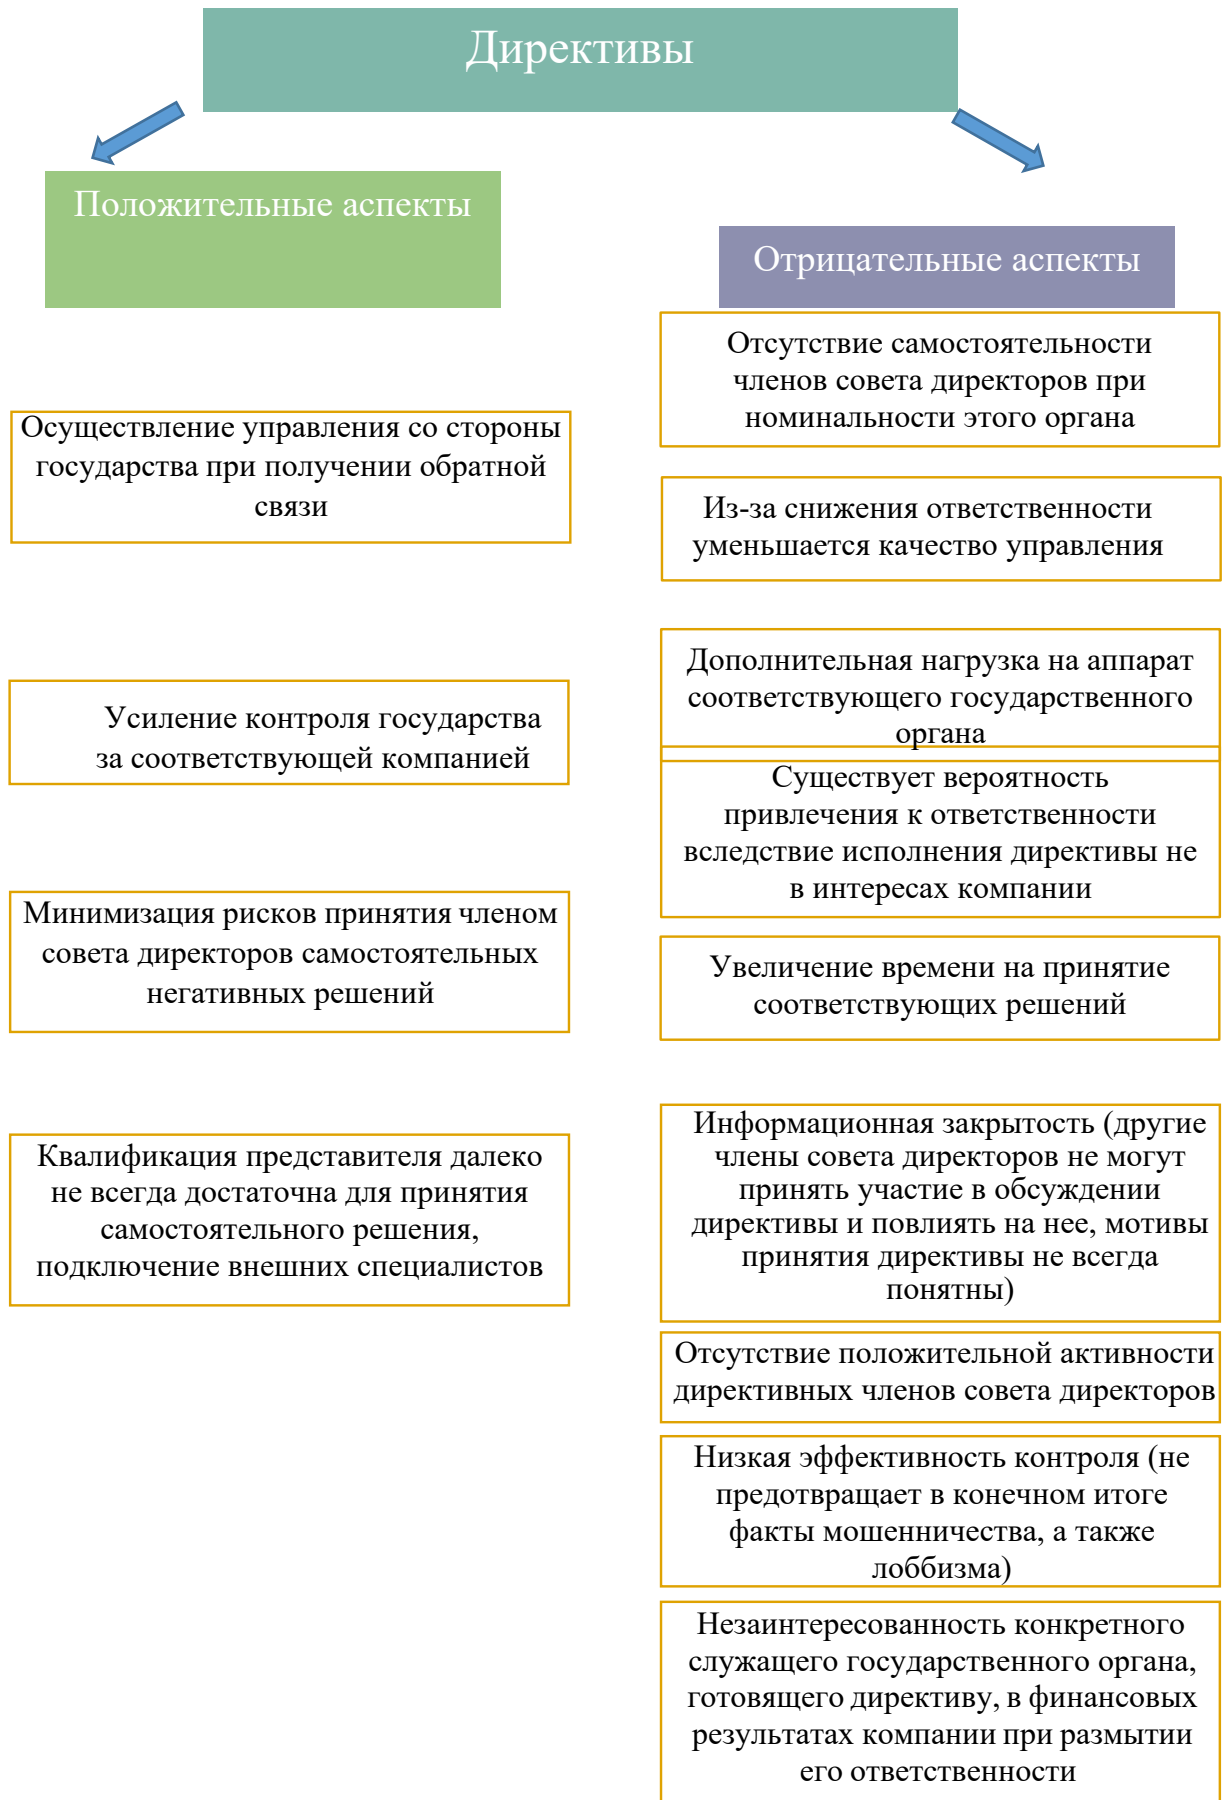 Директивы
Положительные аспекты
Осуществление управления со стороны
государства при получении обратной
связи
Усиление контроля государства
за соответствующей компанией
Минимизация рисков принятия членом
совета директоров самостоятельных
негативных решений
Квалификация представителя далеко
не всегда достаточна для принятия
самостоятельного решения,
подключение внешних специалистов
Отрицательные аспекты
Отсутствие самостоятельности
членов совета директоров при
номинальности этого органа
Из-за снижения ответственности
уменьшается качество управления
Дополнительная нагрузка на аппарат
соответствующего государственного
органа
Существует вероятность
привлечения к ответственности
вследствие исполнения директивы не
в интересах компании
Увеличение времени на принятие
соответствующих решений
Информационная закрытость (другие
члены совета директоров не могут
принять участие в обсуждении
директивы и повлиять на нее, мотивы
принятия директивы не всегда
понятны)
Отсутствие положительной активности
директивных членов совета директоров
Низкая эффективность контроля (не
предотвращает в конечном итоге
факты мошенничества, а также
лоббизма)
Незаинтересованность конкретного
служащего государственного органа,
готовящего директиву, в финансовых
результатах компании при размытии
его ответственности